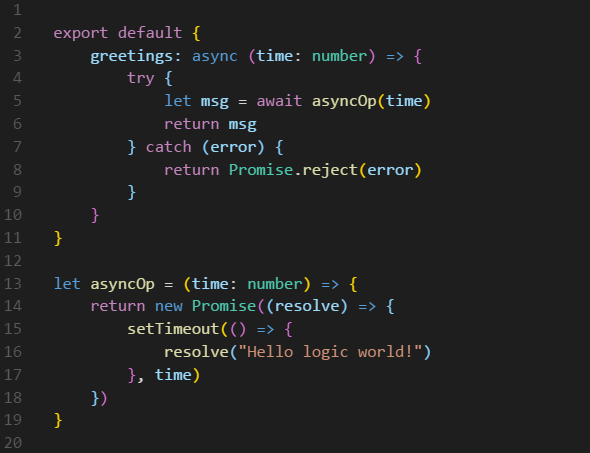 1
2 export default {
3     greetings: async (time: number) => {
4         try {
5             let msg = await asyncOp(time)
6             return msg
7         } catch (error) {
8             return Promise.reject(error)
9         }
10     }
11 }
12
13 let asyncOp = (time: number) => {
14     return new Promise((resolve) => {
15         setTimeout(() => {
16             resolve("Hello logic world!")
17         }, time)
18     })
19 }
20